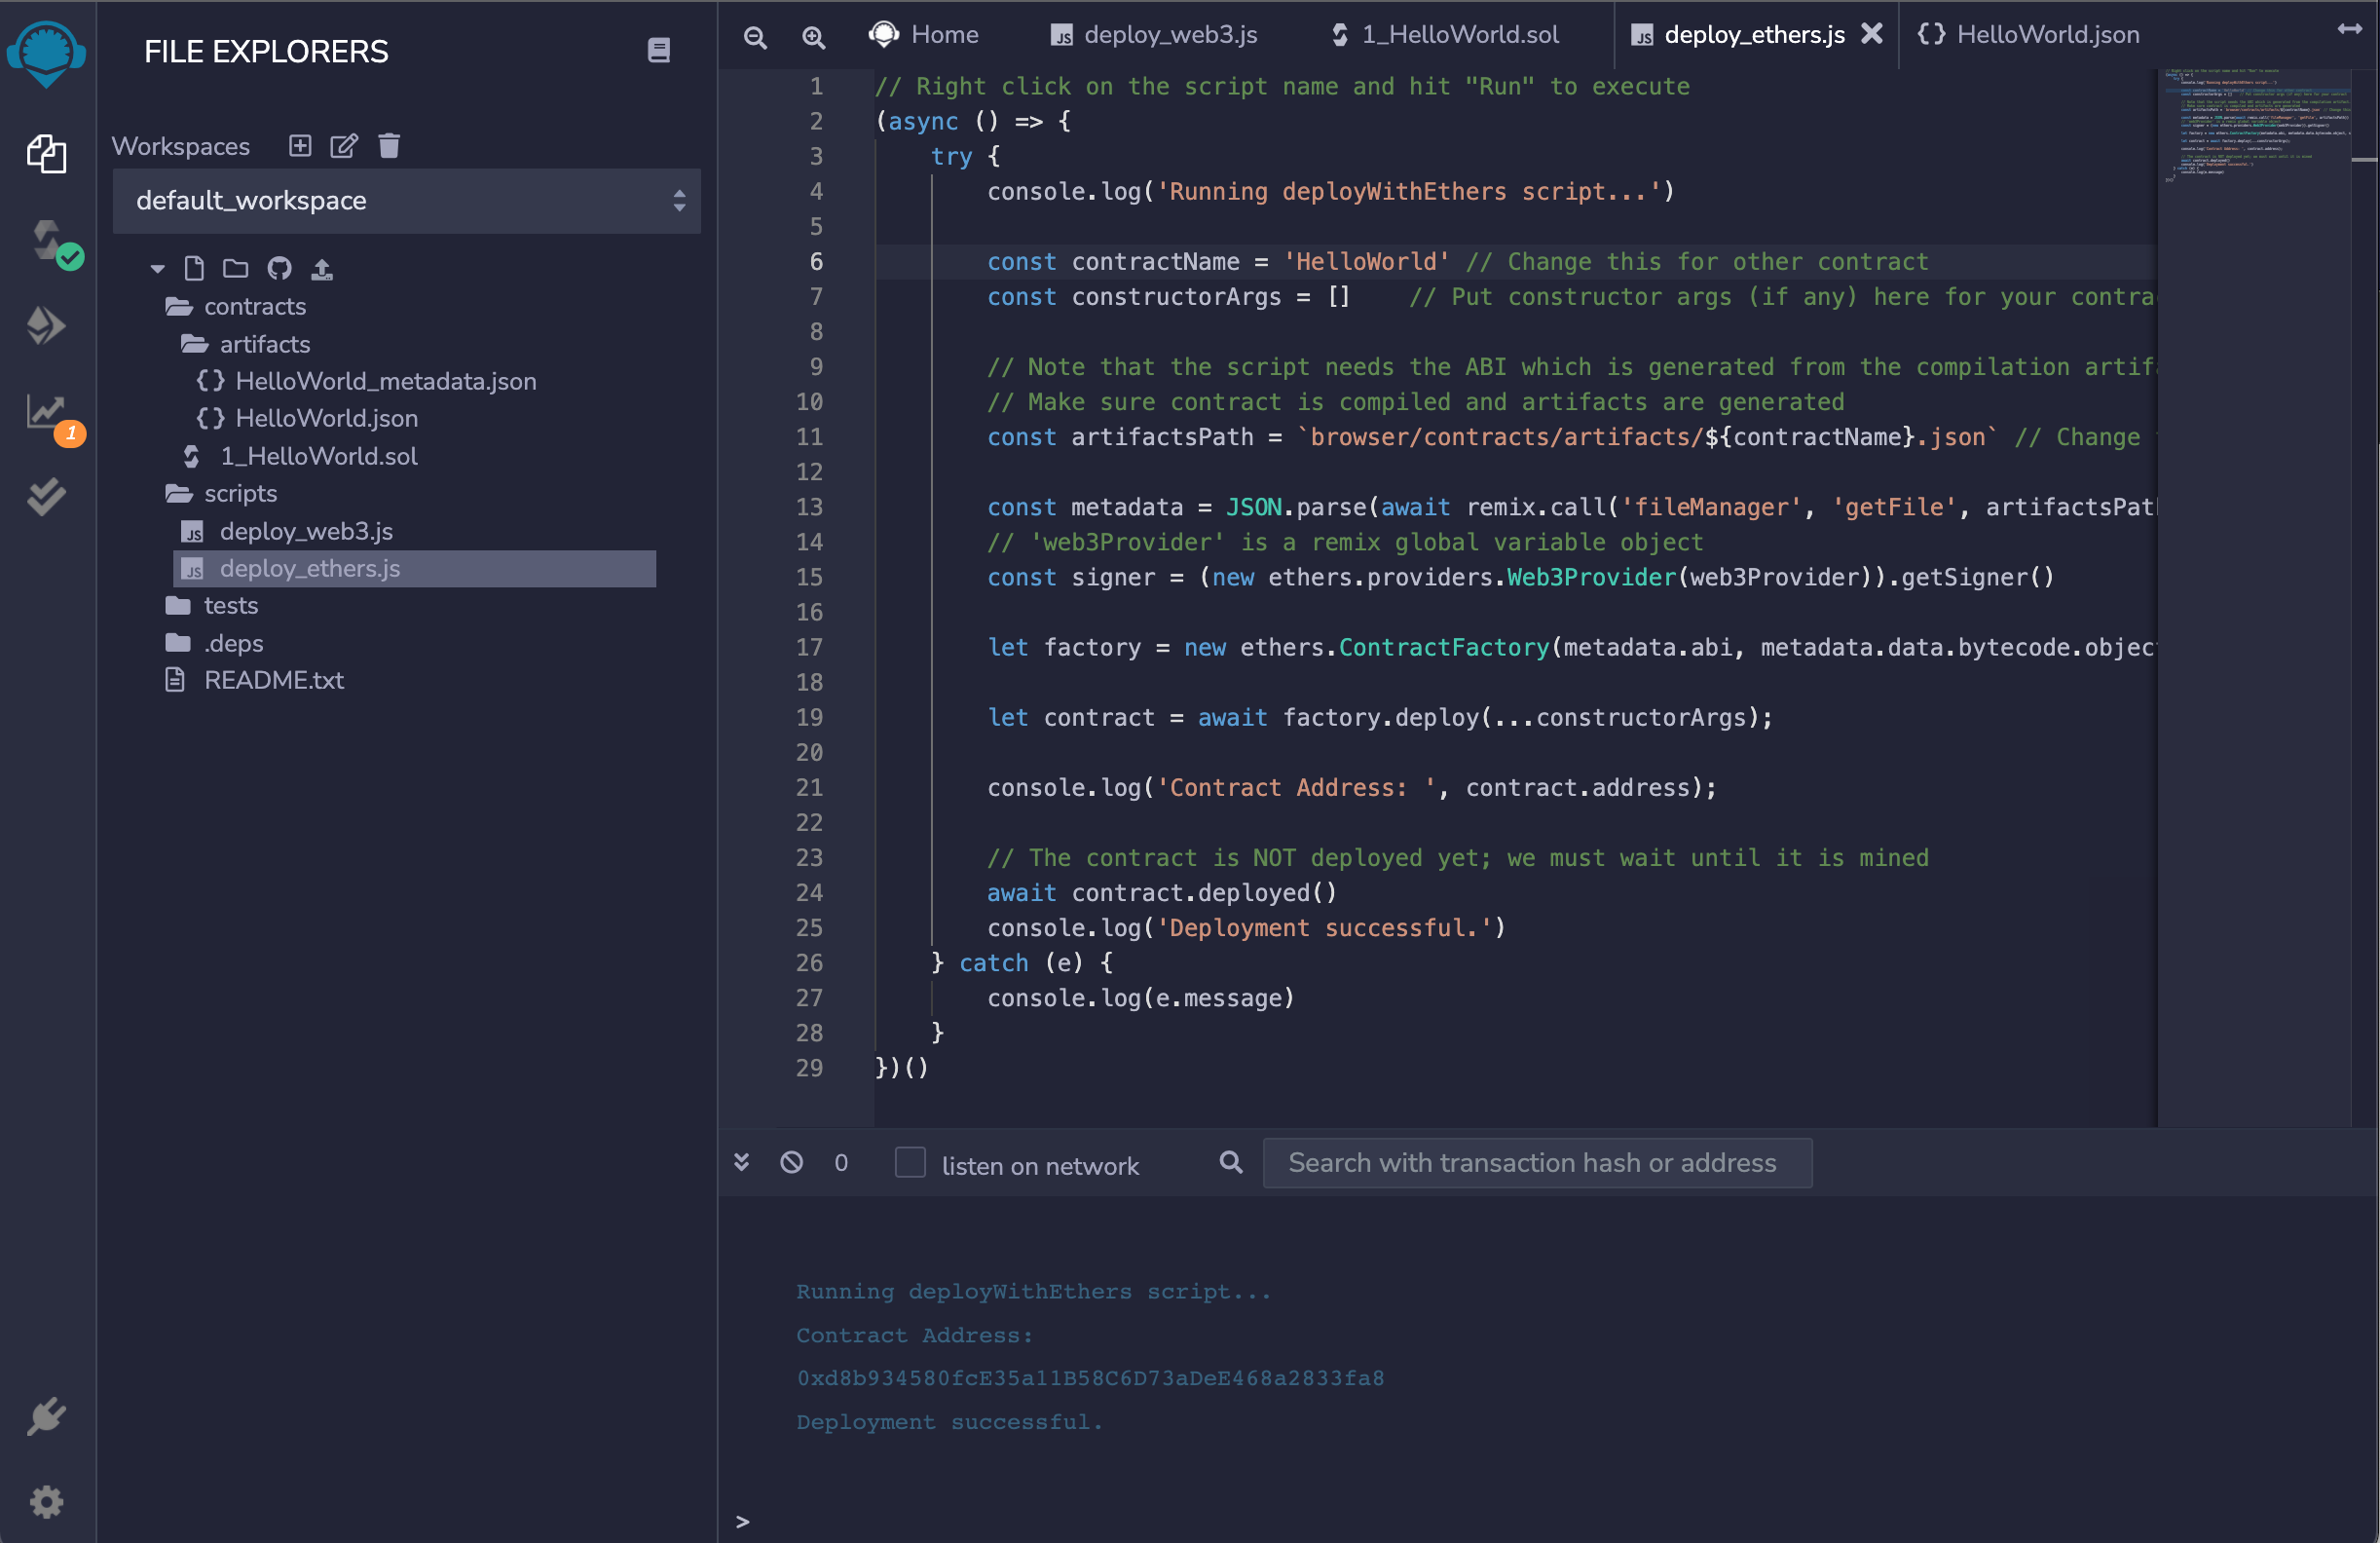 FILE EXPLORERS
Workspaces
default_workspace
contracts
artifacts
HelloWorld_metadata.json
HelloWorld.json
1_HelloWorld.sol
scripts
deploy_web3.js
deploy_ethers.js
tests
.deps
README.txt
1
Home
deploy_web3.js
1_HelloWorld.sol
deploy_ethers.js
HelloWorld.json
1 // Right click on the script name and hit "Run" to execute
2 (async () => {
3 try {
4 console.log('Running deployWithEthers script...')
5
6 const contractName = 'HelloWorld' // Change this for other contract
7 const constructorArgs = [] // Put constructor args (if any) here for your contra
8
9 // Note that the script needs the ABI which is generated from the compilation artif
10 // Make sure contract is compiled and artifacts are generated
11 const artifactsPath = `browser/contracts/artifacts/${contractName}.json` // Change
12
13 const metadata = JSON.parse(await remix.call('fileManager', 'getFile', artifactsPat
14 // 'web3Provider' is a remix global variable object
15 const signer = (new ethers.providers.Web3Provider(web3Provider)).getSigner()
16
17 let factory = new ethers.ContractFactory(metadata.abi, metadata.data.bytecode.objec
18
19 let contract = await factory.deploy(...constructorArgs);
20
21 console.log('Contract Address: ', contract.address);
22
23 // The contract is NOT deployed yet; we must wait until it is mined
24 await contract.deployed()
25 console.log('Deployment successful.')
26 } catch (e) {
27 console.log(e.message)
28 }
29 })()
0
listen on network
Search with transaction hash or address
Running deployWithEthers script...
Contract Address:
0xd8b934580fcE35a11B58C6D73aDeE468a2833fa8
Deployment successful.
>